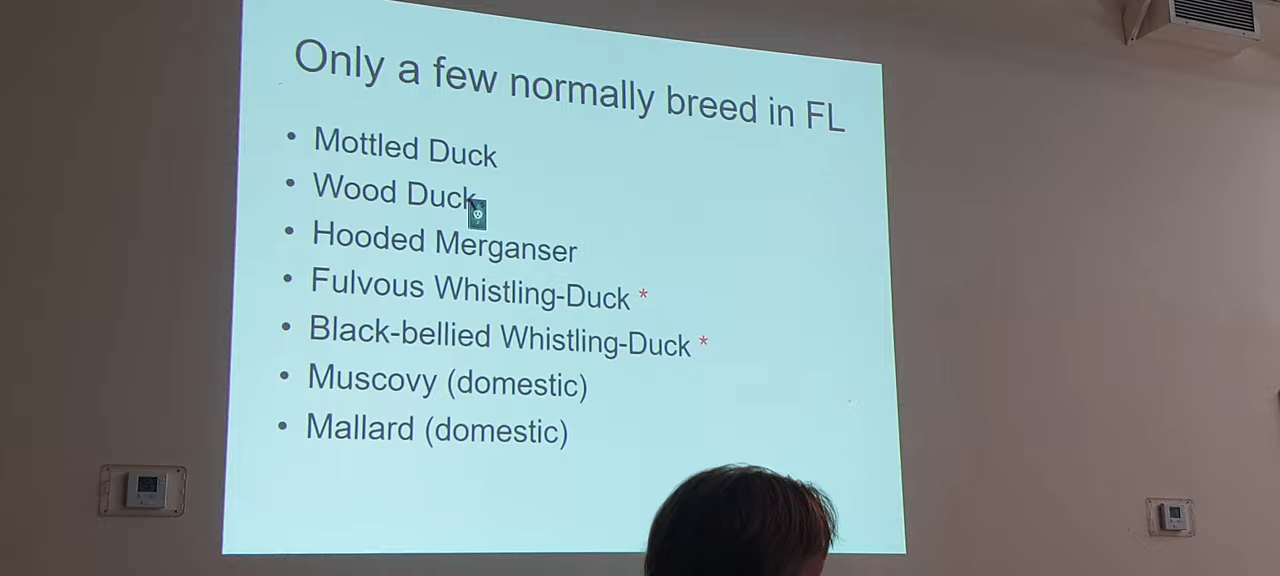 Only a few normally breed in FL
• Mottled Duck
• Wood Duck
• Hooded Merganser
• Fulvous Whistling-Duck *
• Black-bellied Whistling-Duck *
• Muscovy (domestic)
• Mallard (domestic)